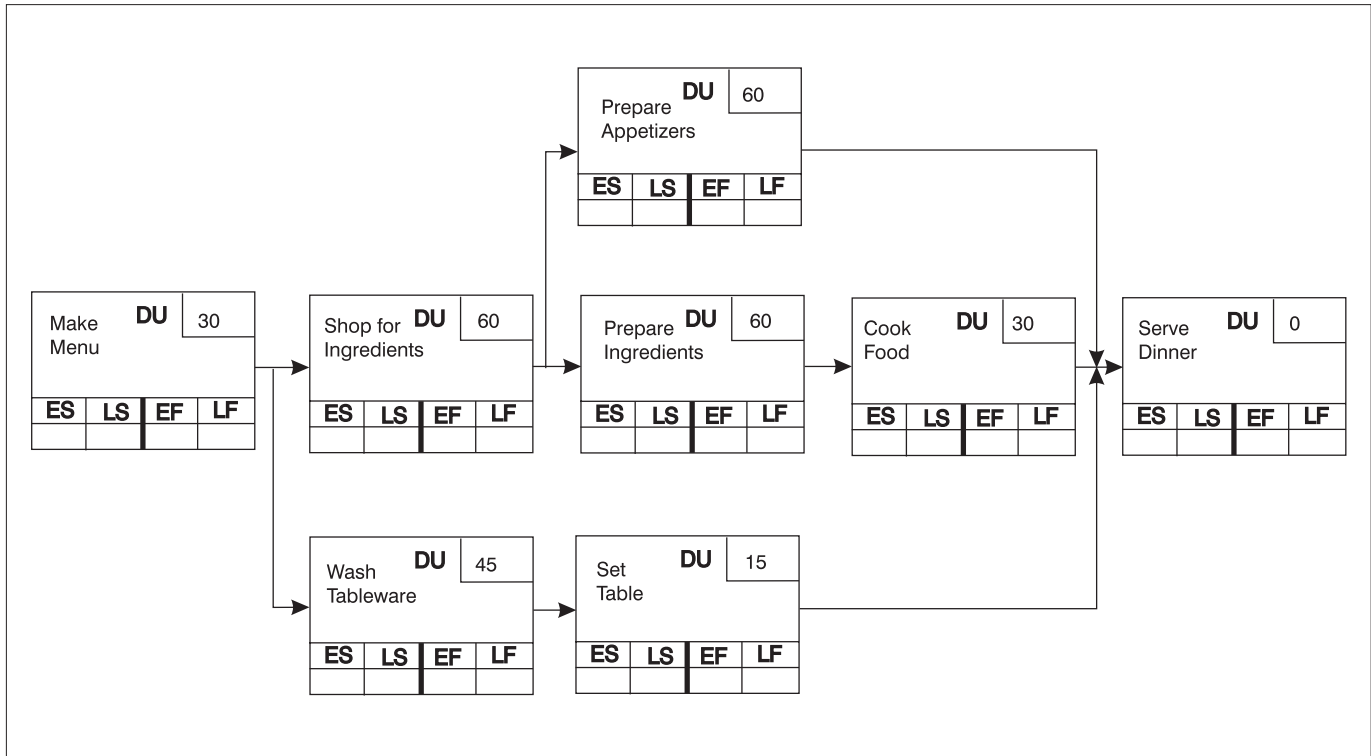 Prepare
Appetizers
DU
60
ES LS EF LF
Make
Menu
DU
30
ES LS EF LF
Shop for
Ingredients
DU
60
ES LS EF LF
Prepare
Ingredients
DU
60
ES LS EF LF
Cook
Food
DU
30
ES LS EF LF
Serve
Dinner
DU
0
ES LS EF LF
Wash
Tableware
DU
45
ES LS EF LF
Set
Table
DU
15
ES LS EF LF